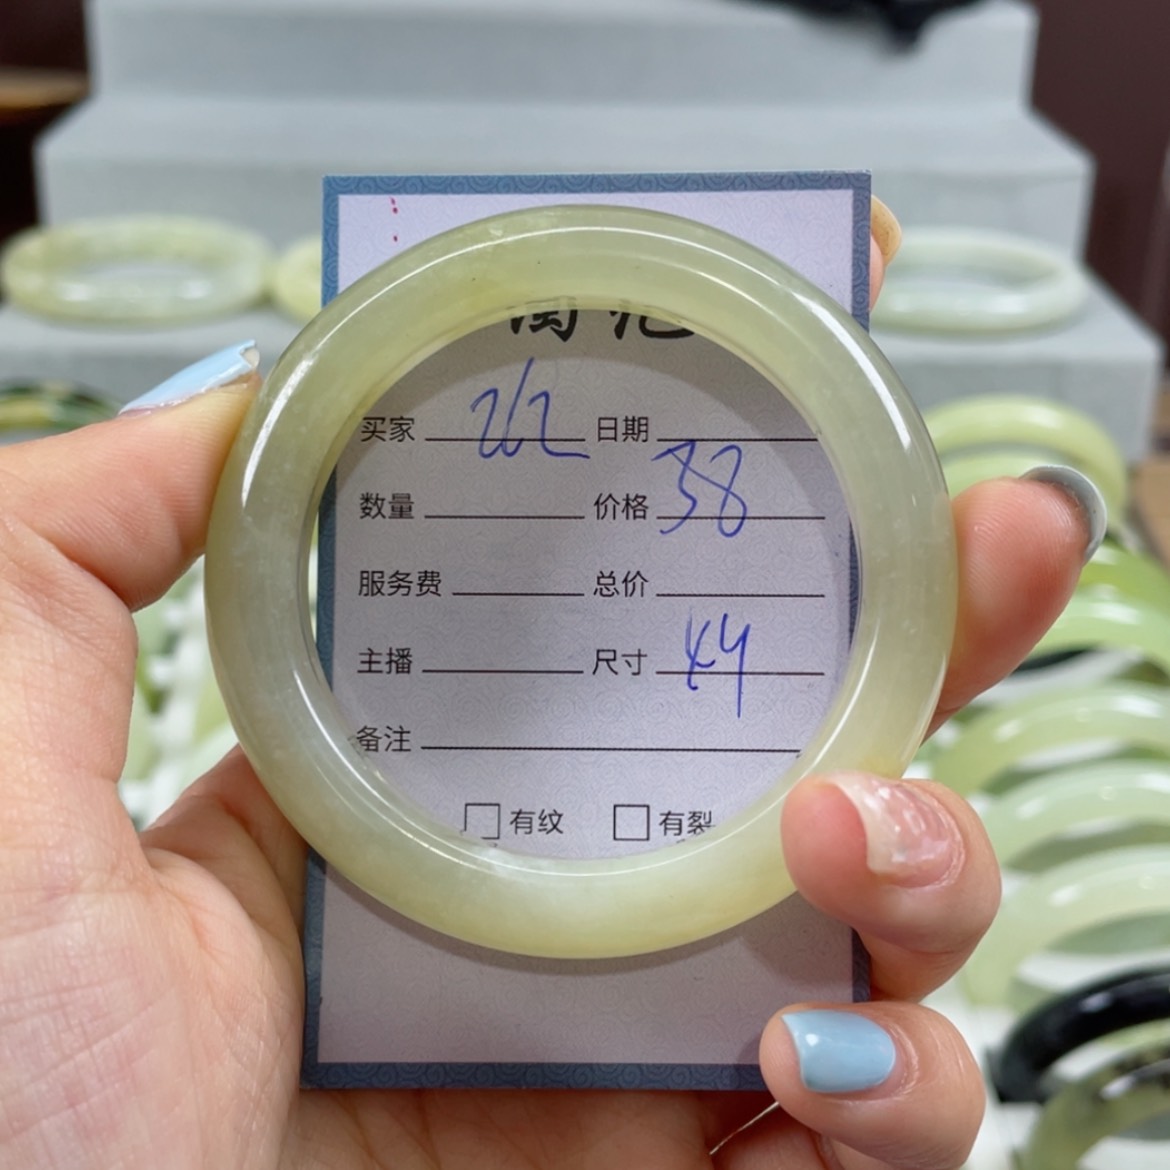 买家 212 日期
数量 价格 38
服务费 总价
主播 尺寸 44
备注
□ 有纹 □ 有裂